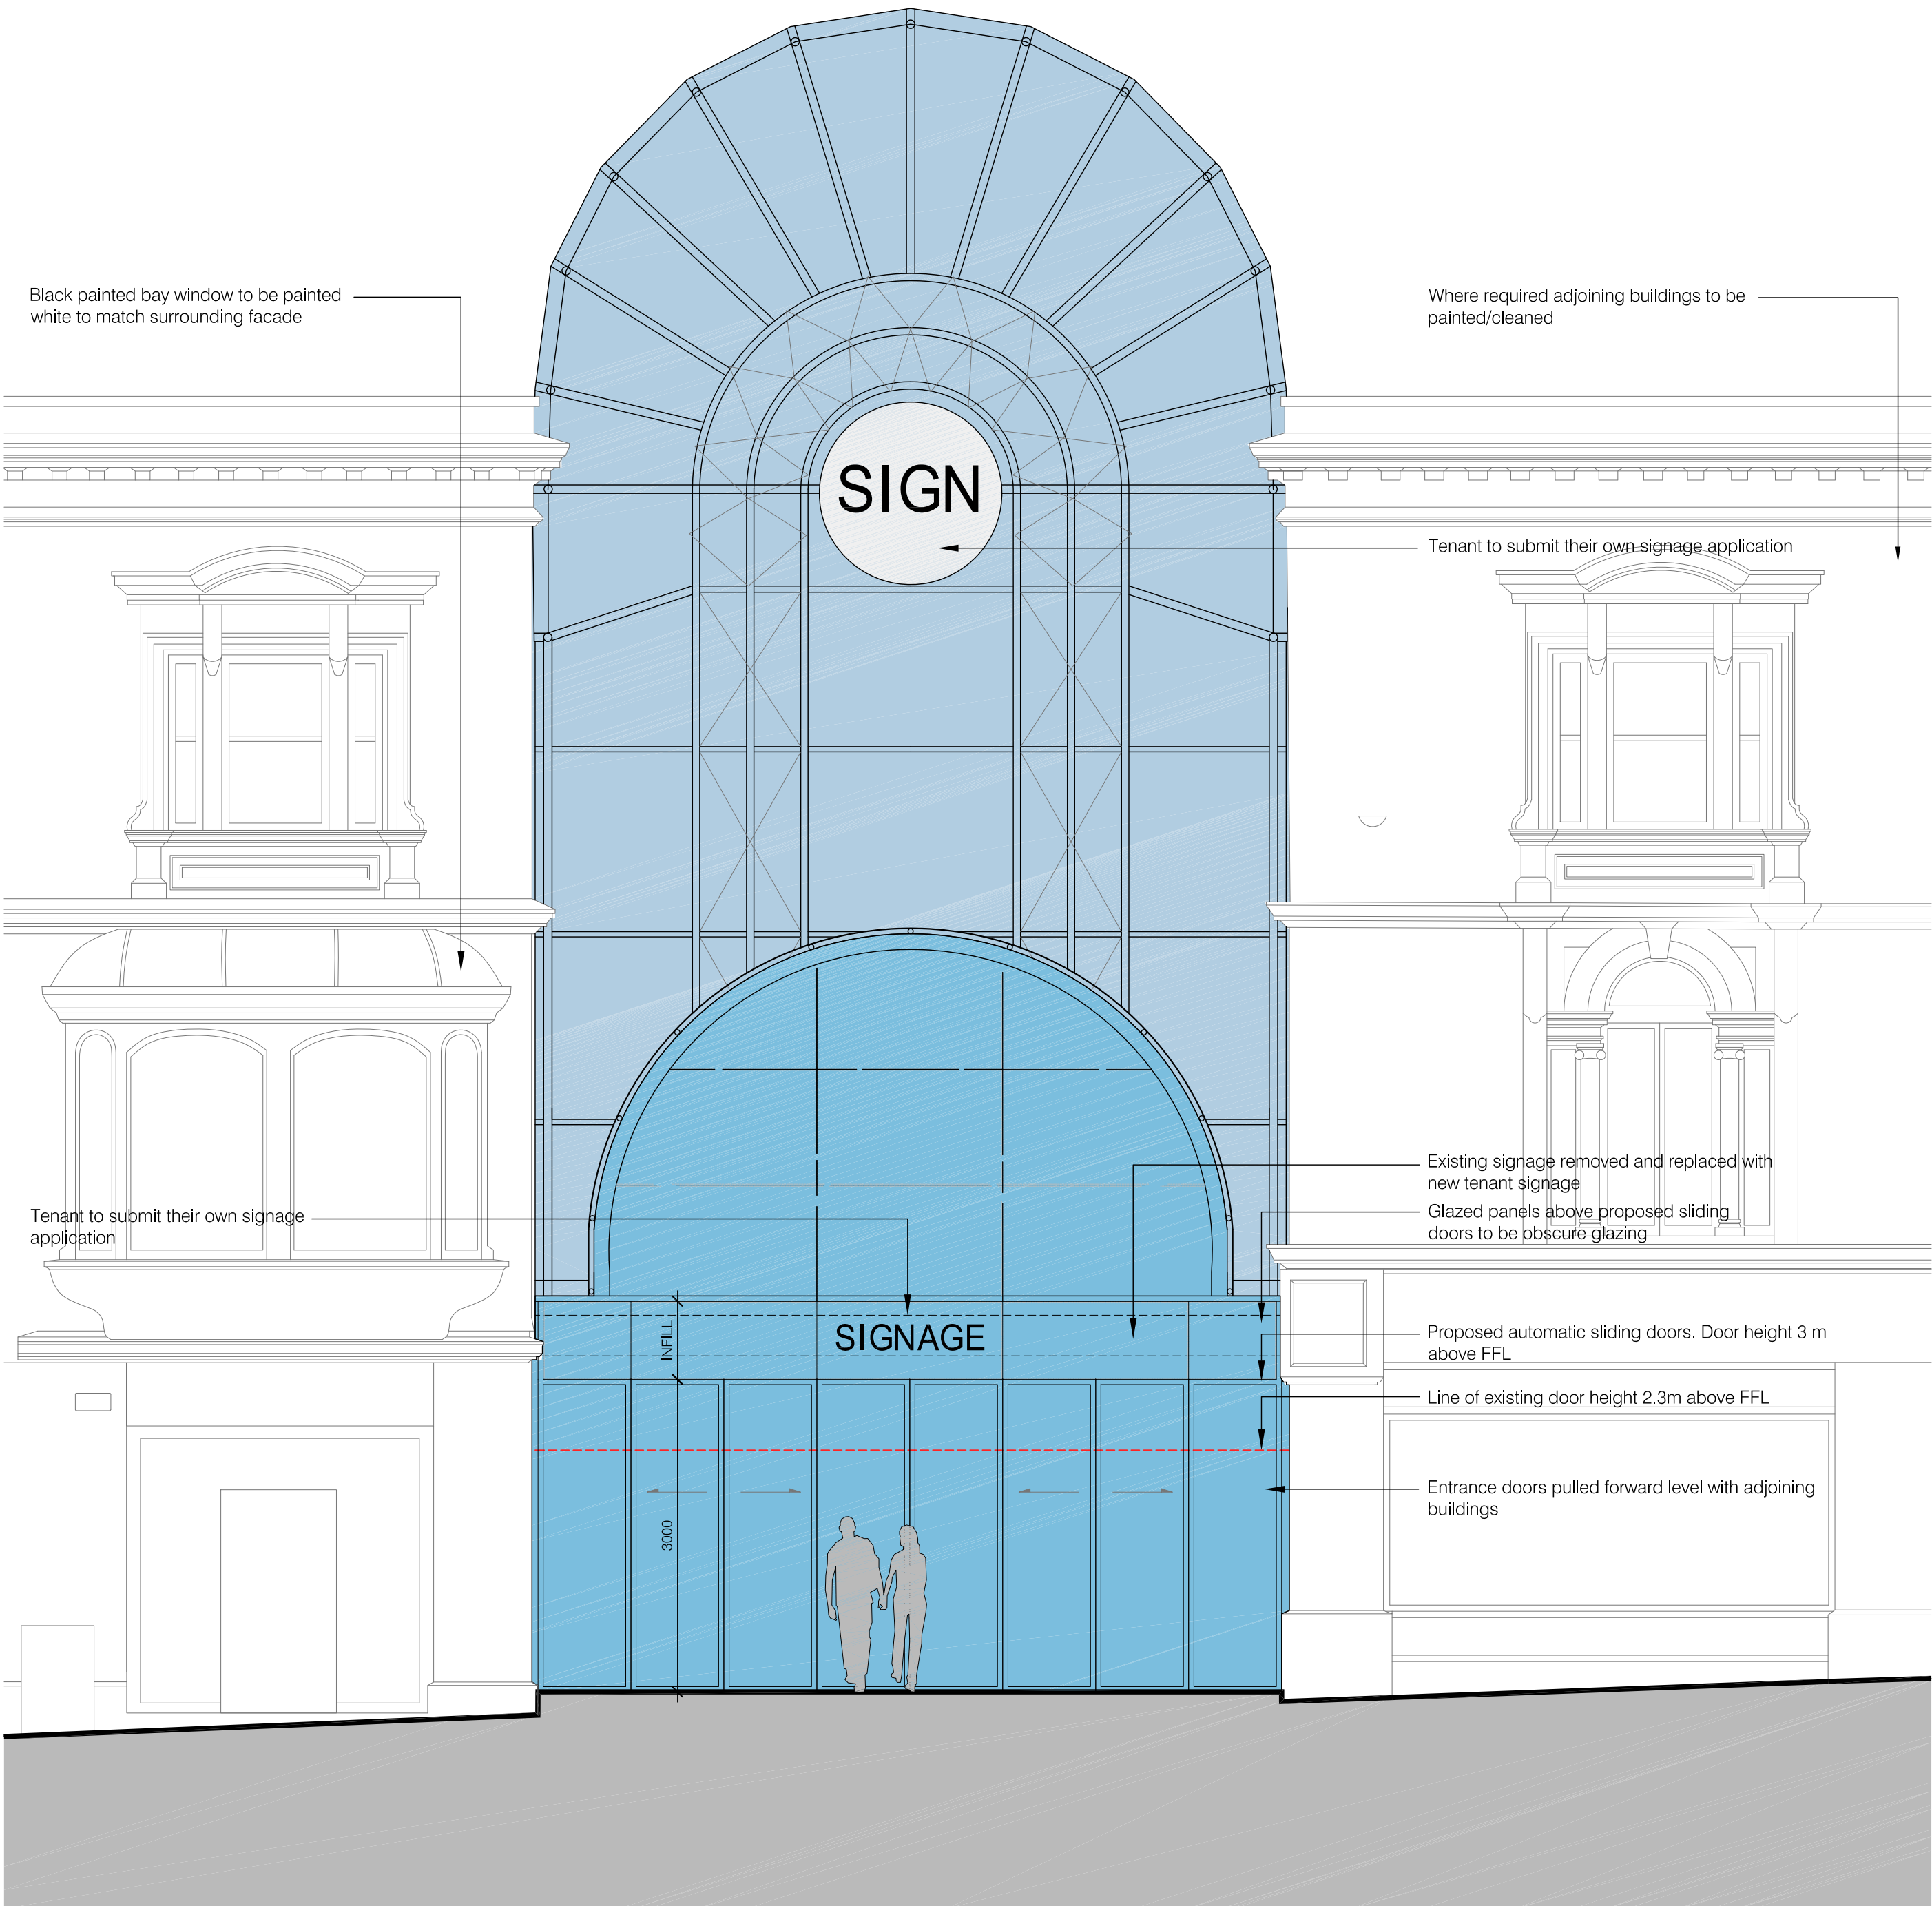 Black painted bay window to be painted
white to match surrounding facade
Where required adjoining buildings to be
painted/cleaned
SIGN
Tenant to submit their own signage application
Existing signage removed and replaced with
new tenant signage
Tenant to submit their own signage
application
Glazed panels above proposed sliding
doors to be obscure glazing
INFILL
SIGNAGE
Proposed automatic sliding doors. Door height 3 m
above FFL
Line of existing door height 2.3m above FFL
Entrance doors pulled forward level with adjoining
buildings
3000